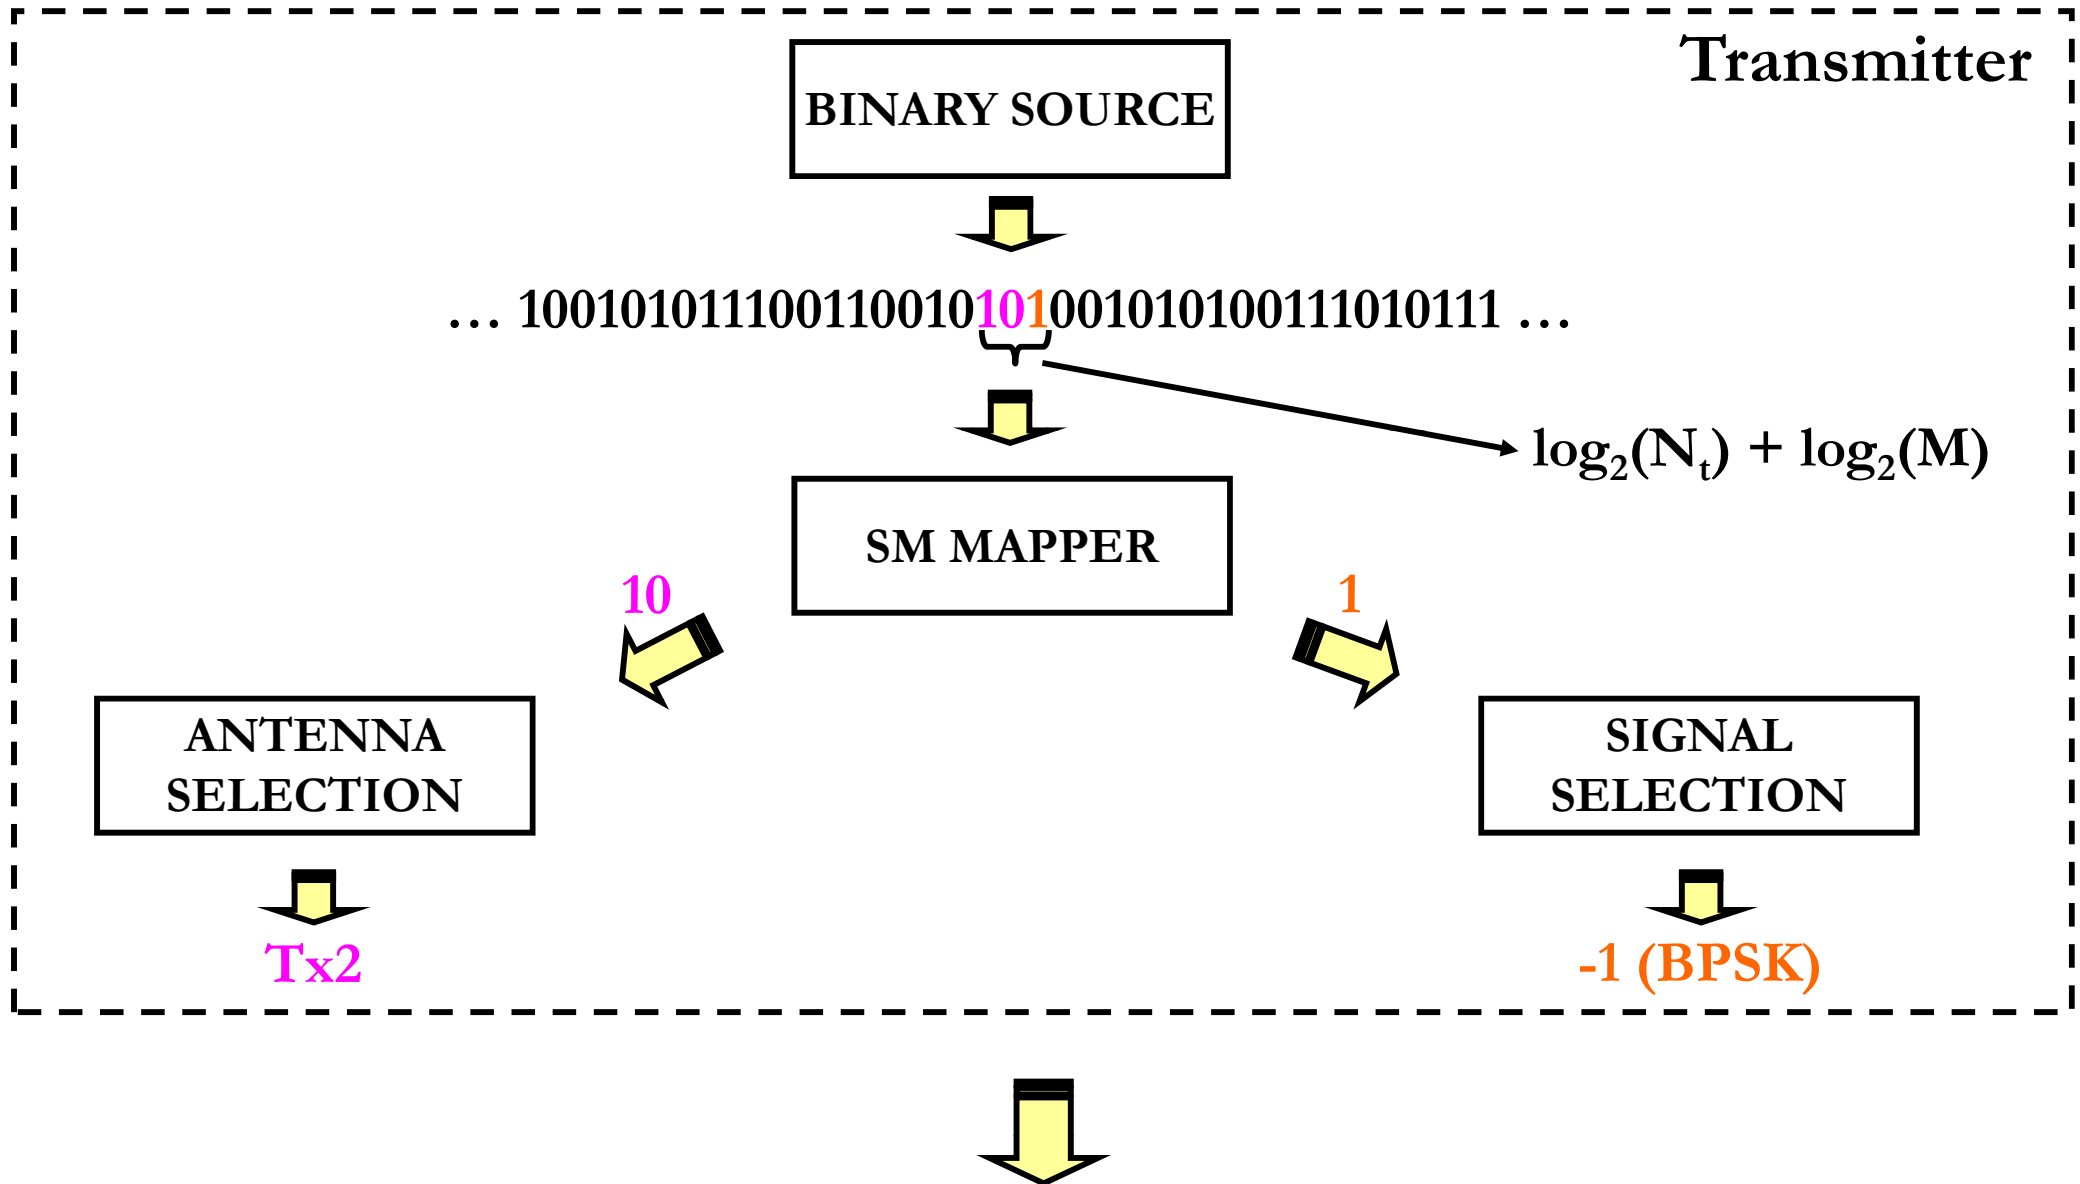 Transmitter
BINARY SOURCE
… 100101011100110010101001010100111010111 …
log₂(Nₜ) + log₂(M)
SM MAPPER
10
1
ANTENNA
SELECTION
SIGNAL
SELECTION
Tx2
-1 (BPSK)